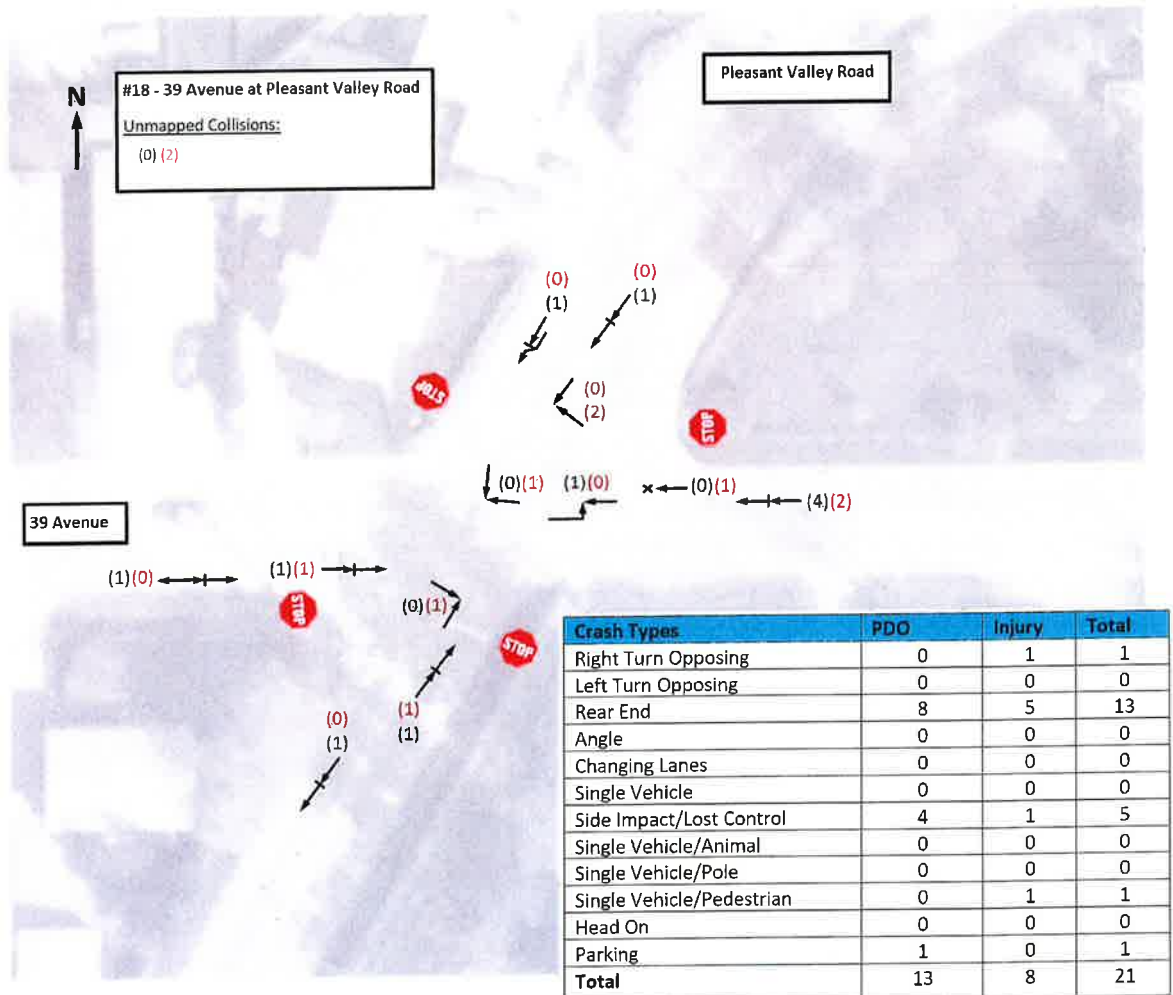 N
#18 - 39 Avenue at Pleasant Valley Road
Unmapped Collisions:
(0) (2)
Pleasant Valley Road
(0)
(1)
(0)
(1)
STOP
(0)
(2)
STOP
(0)(1)
(1)(0)
(0)(1)
(4)(2)
39 Avenue
(1)(0)
(1)(1)
STOP
(0)(1)
STOP
(1)
(1)
(0)
(1)
Crash Types PDO Injury Total
Right Turn Opposing 0 1 1
Left Turn Opposing 0 0 0
Rear End 8 5 13
Angle 0 0 0
Changing Lanes 0 0 0
Single Vehicle 0 0 0
Side Impact/Lost Control 4 1 5
Single Vehicle/Animal 0 0 0
Single Vehicle/Pole 0 0 0
Single Vehicle/Pedestrian 0 1 1
Head On 0 0 0
Parking 1 0 1
Total 13 8 21